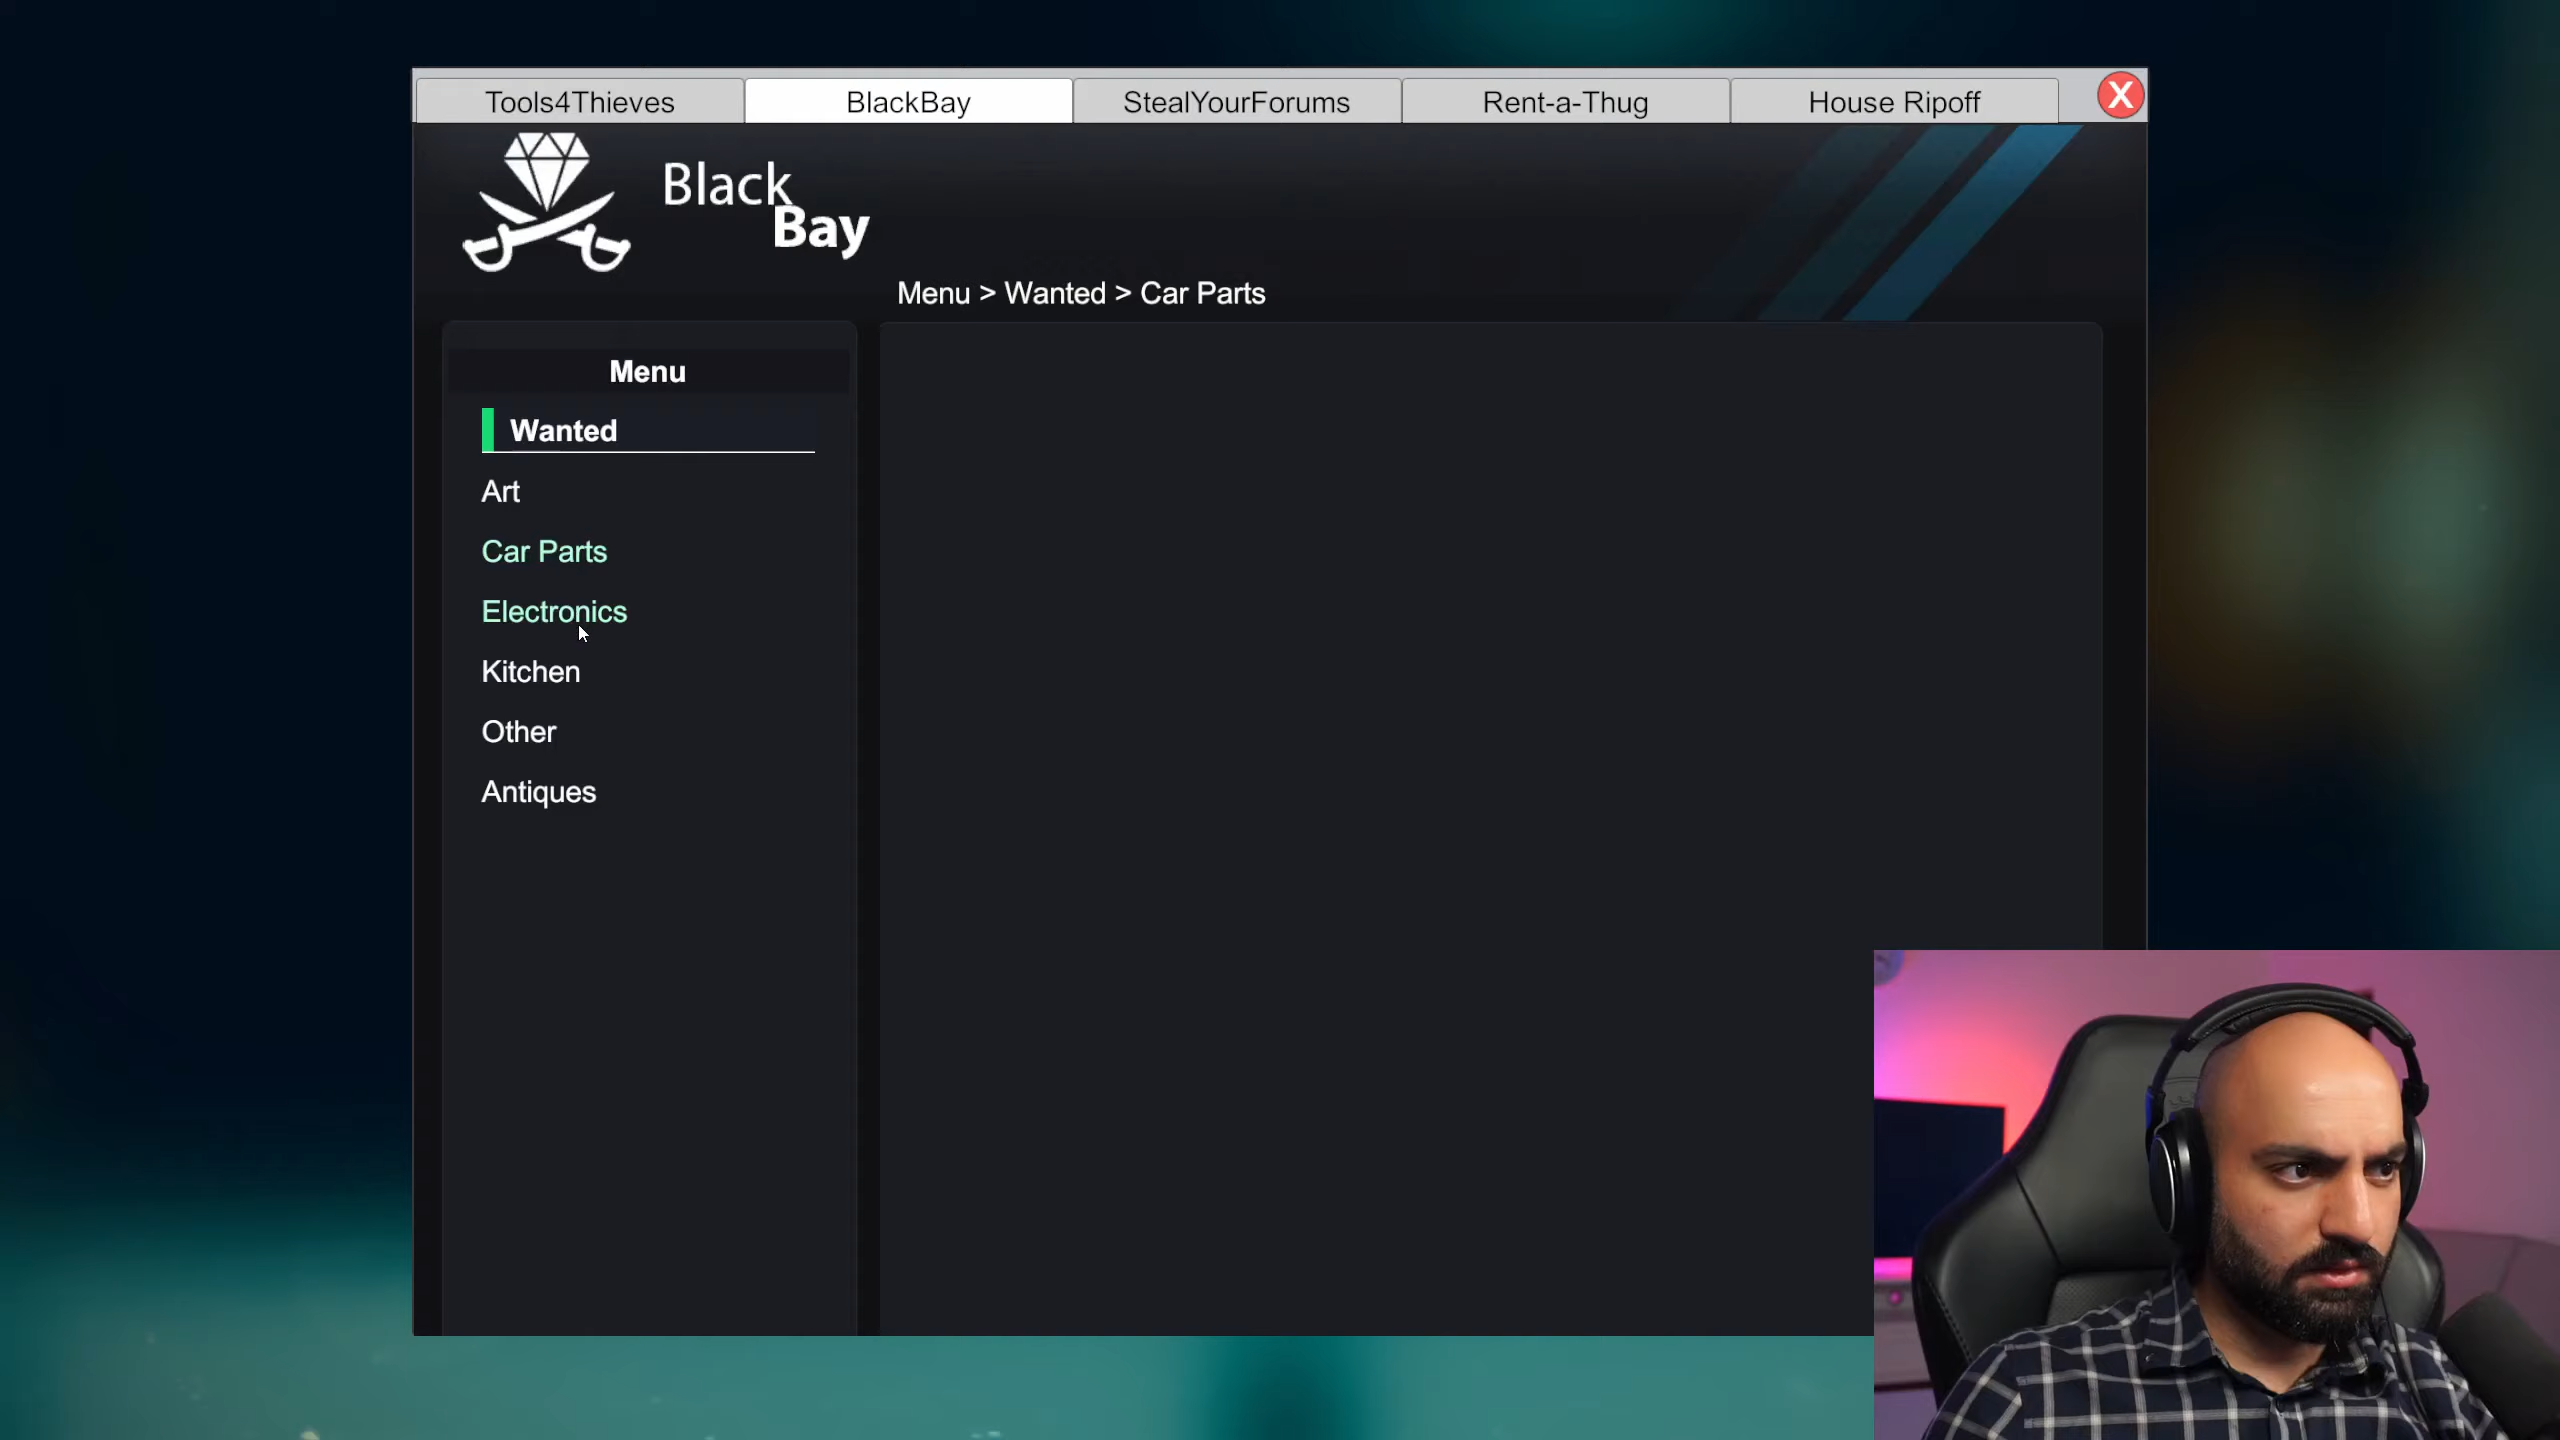 Tools4Thieves
BlackBay
StealYourForums
Rent-a-Thug
House Ripoff
X
Black
Bay
Menu > Wanted > Car Parts
Menu
Wanted
Art
Car Parts
Electronics
Kitchen
Other
Antiques